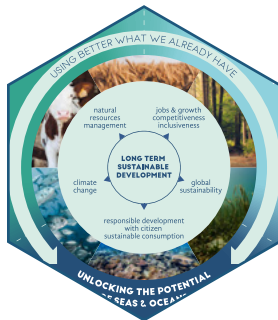 USING BETTER WHAT WE ALREADY HAVE
natural
resources
management
jobs & growth
competitiveness
inclusiveness
LONG TERM
SUSTAINABLE
DEVELOPMENT
climate
change
global
sustainability
responsible development
with citizen
sustainable consumption
UNLOCKING THE POTENTIAL
OF SEAS & OCEANS